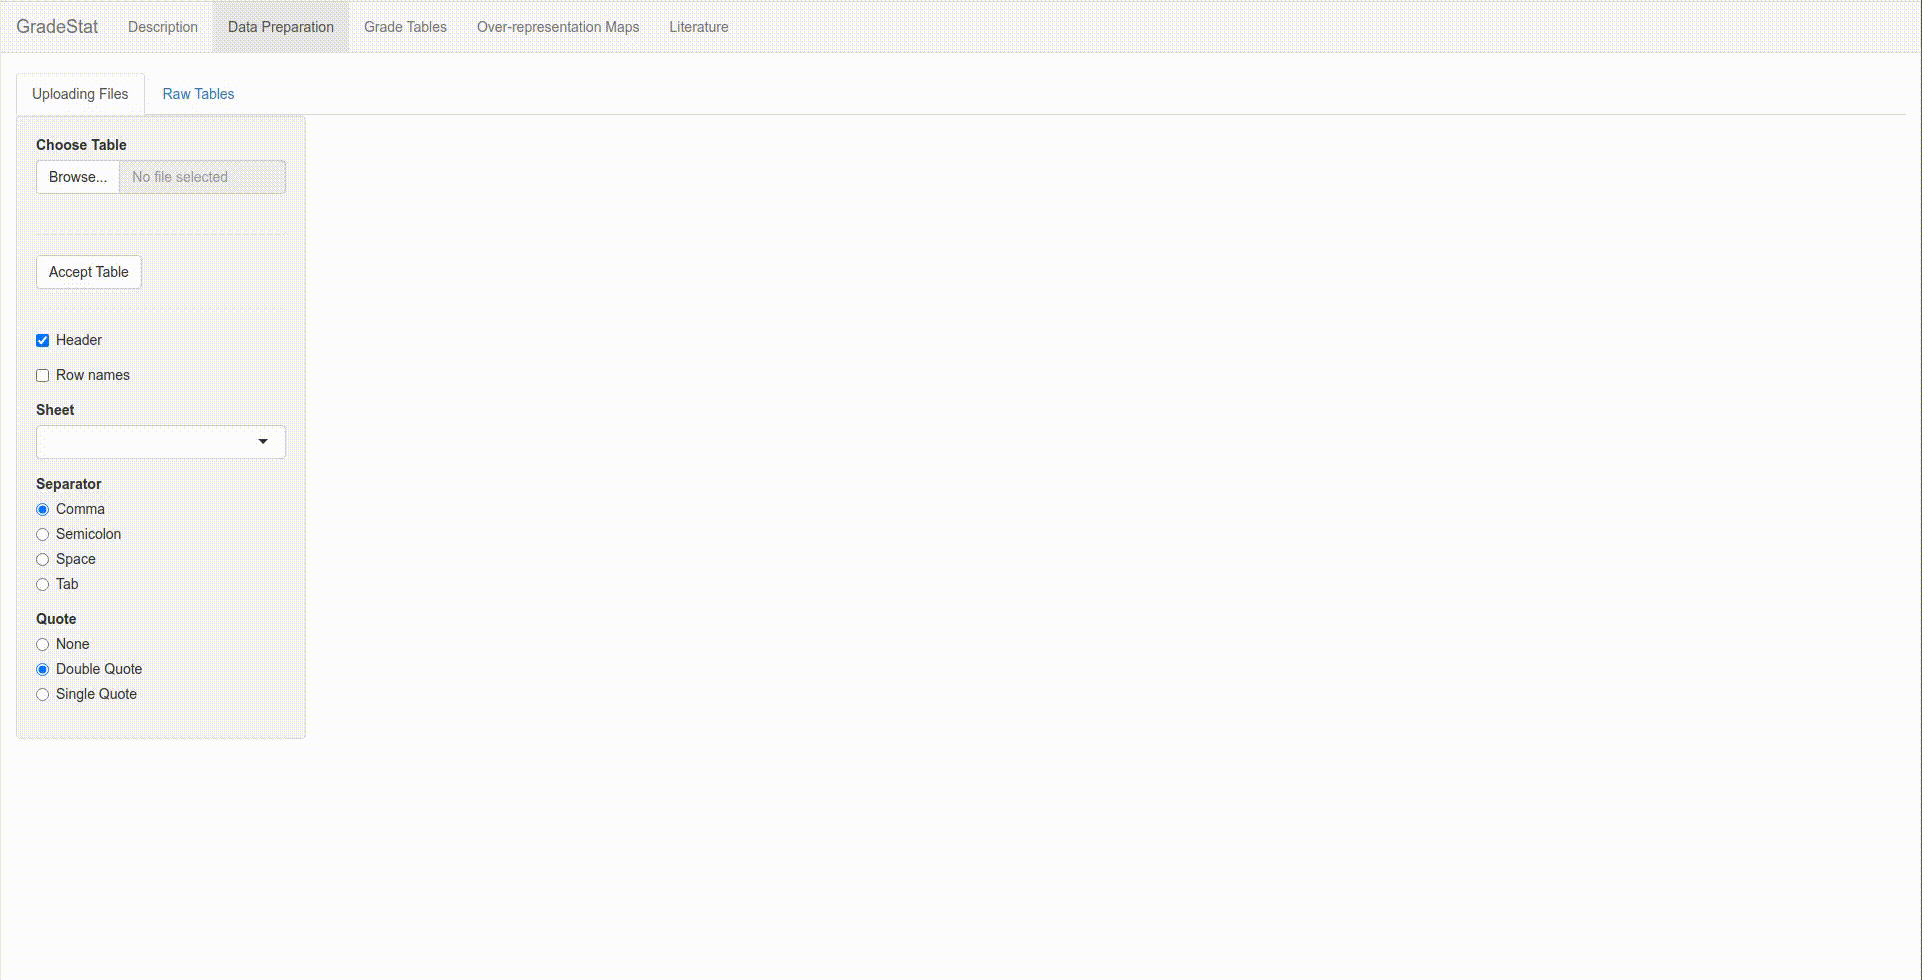 GradeStat Description Data Preparation Grade Tables Over-representation Maps Literature
Uploading Files Raw Tables
Choose Table
Browse... No file selected
Accept Table
Header
Row names
Sheet
Separator
Comma
Semicolon
Space
Tab
Quote
None
Double Quote
Single Quote